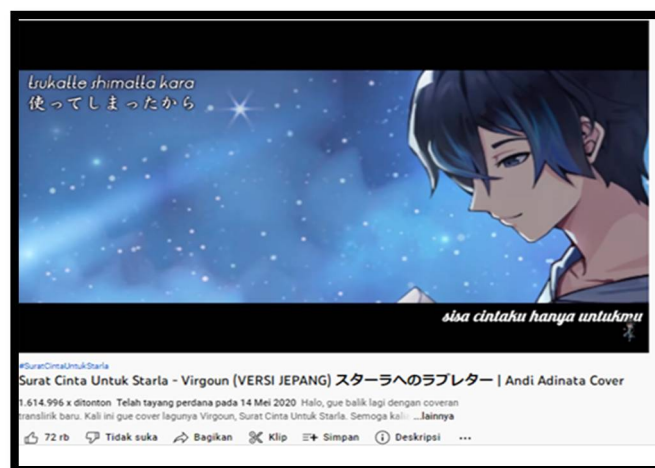 tsukatte shimatta kara
使ってしまったから
sisa cintaku hanya untukmu
#SuratCintaUntukStarla
Surat Cinta Untuk Starla - Virgoun (VERSI JEPANG) スターラへのラブレター | Andi Adinata Cover
1.614.996 x ditonton Telah tayang perdana pada 14 Mei 2020 Halo, gue balik lagi dengan coveran
translirik baru. Kali ini gue cover lagunya Virgoun, Surat Cinta Untuk Starla. Semoga kalia ...lainnya
72 rb Tidak suka Bagikan Klip Simpan Deskripsi